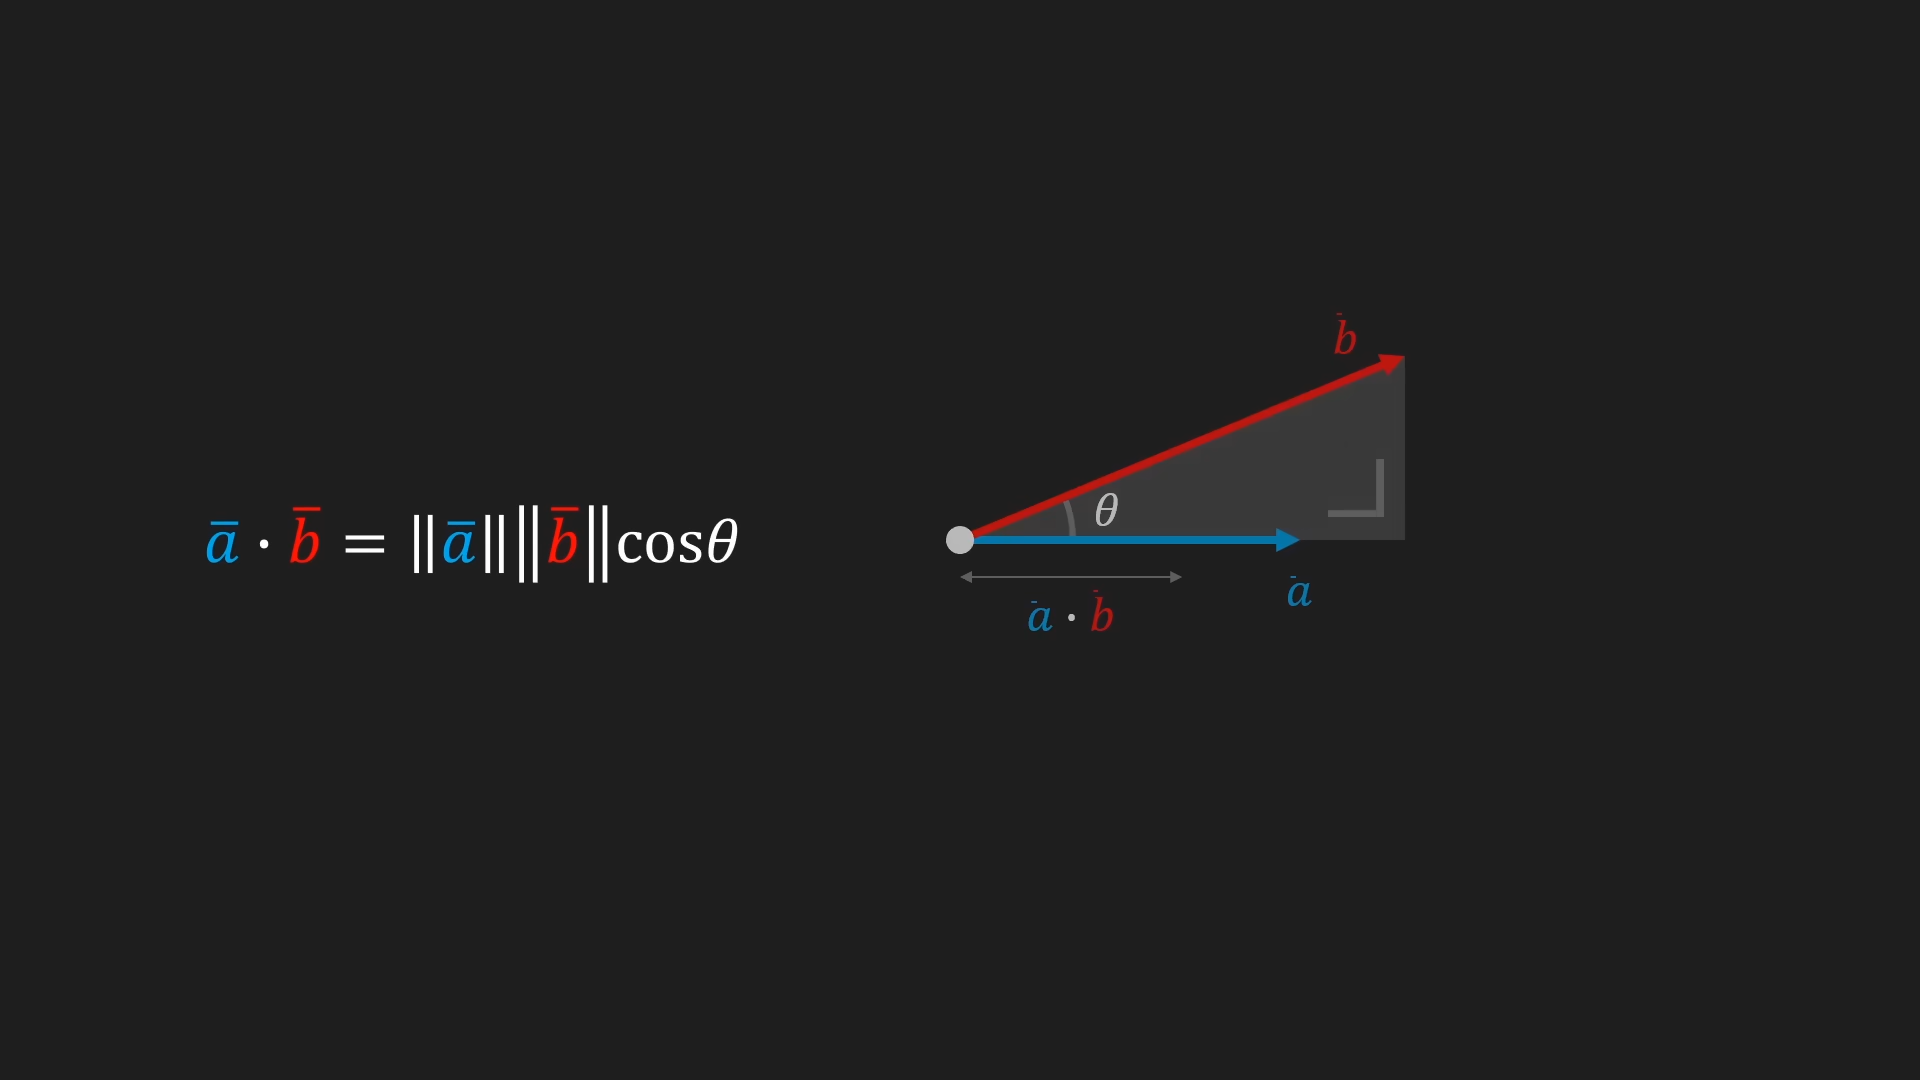 a̅ · b̅ = ‖a̅‖‖b̅‖cosθ
b̅
θ
a̅
a̅ · b̅